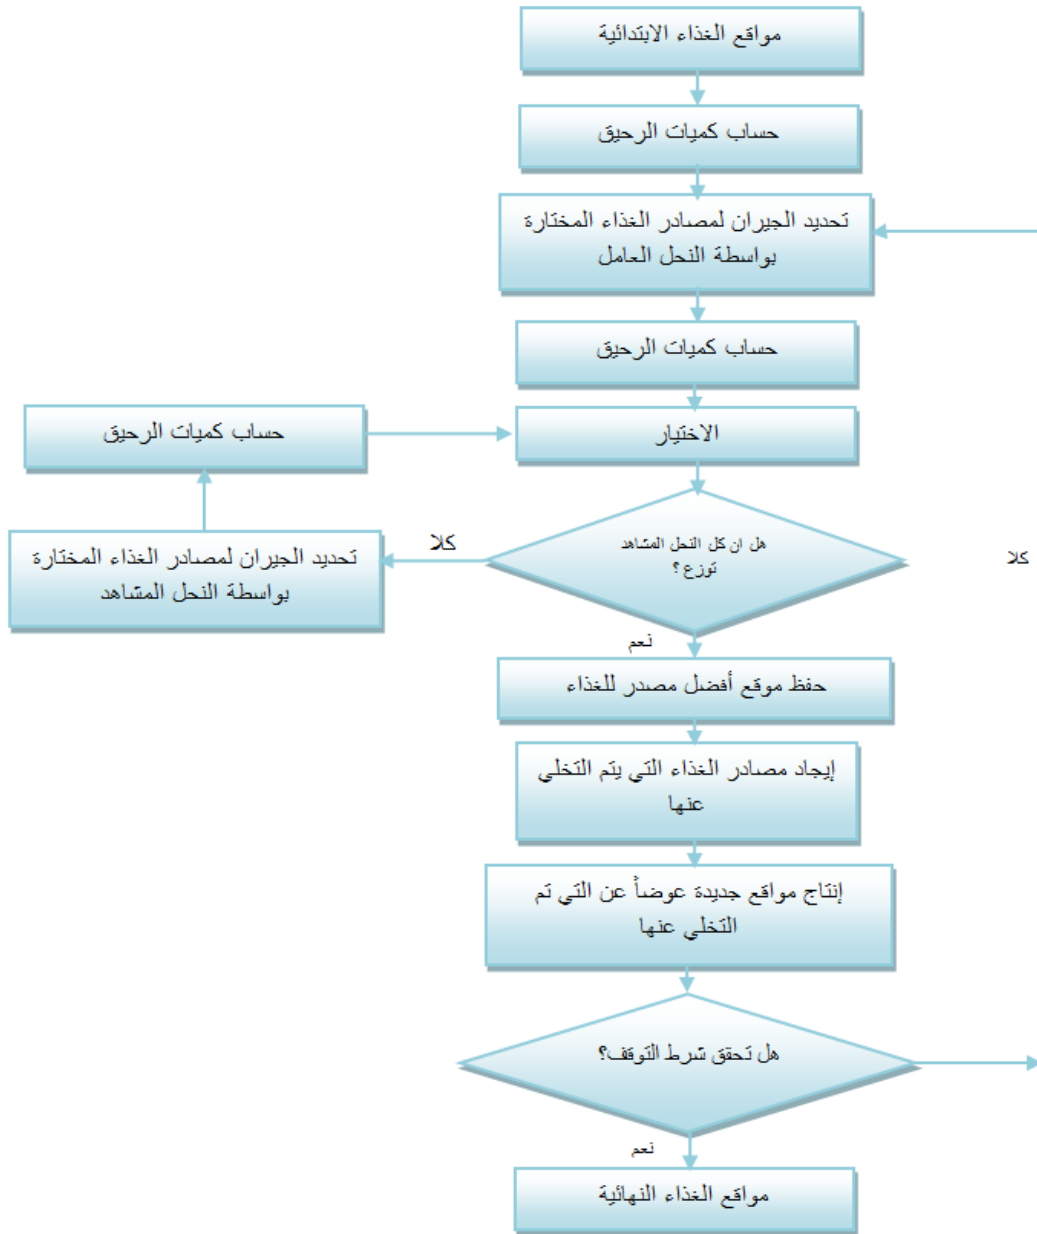 مواقع الغذاء الابتدائية
حساب كميات الرحيق
تحديد الجيران لمصادر الغذاء المختارة
بواسطة النحل العامل
حساب كميات الرحيق
الاختيار
حساب كميات الرحيق
هل ان كل النحل المشاهد
توزع ؟
كلا
كلا
تحديد الجيران لمصادر الغذاء المختارة
بواسطة النحل المشاهد
نعم
حفظ موقع أفضل مصدر للغذاء
إيجاد مصادر الغذاء التي يتم التخلي
عنها
إنتاج مواقع جديدة عوضاً عن التي تم
التخلي عنها
هل تحقق شرط التوقف؟
نعم
مواقع الغذاء النهائية